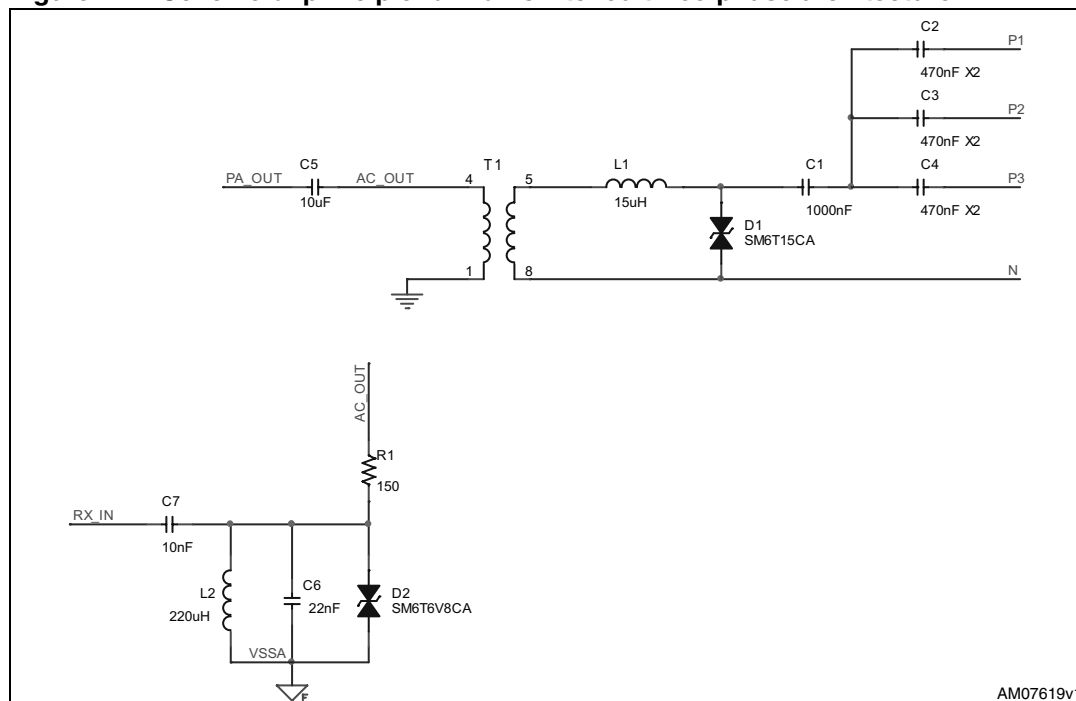 C2
P1
470nF X2
C3
P2
470nF X2
C5
T1
L1
C1
C4
PA_OUT
AC_OUT
4
5
P3
10uF
15uH
1000nF
470nF X2
D1
SM6T15CA
1
8
N
AC_OUT
R1
150
C7
RX_IN
10nF
L2
C6
D2
220uH
22nF
SM6T6V8CA
VSSA
F
AM07619v1